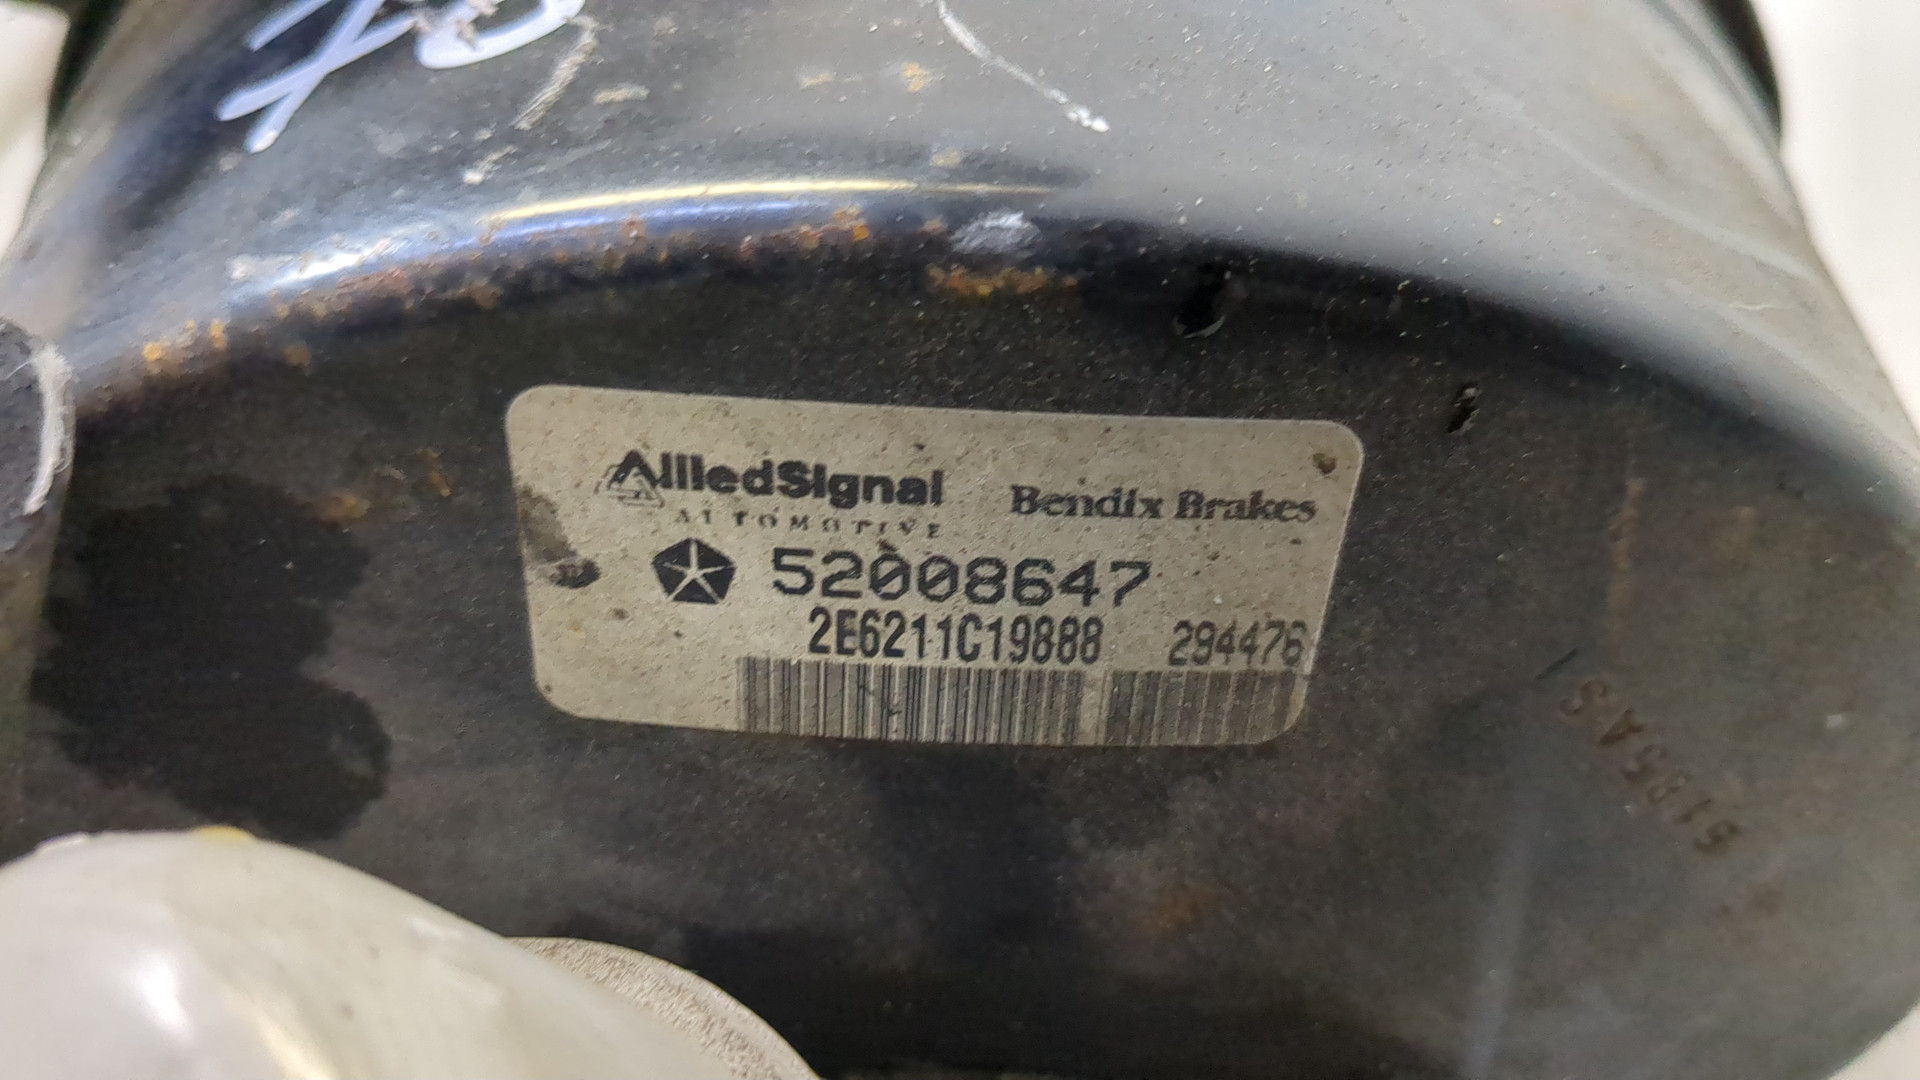 AlliedSignal Bendix Brakes
AUTOMOTIVE
52008647
2E6211C19888 294476